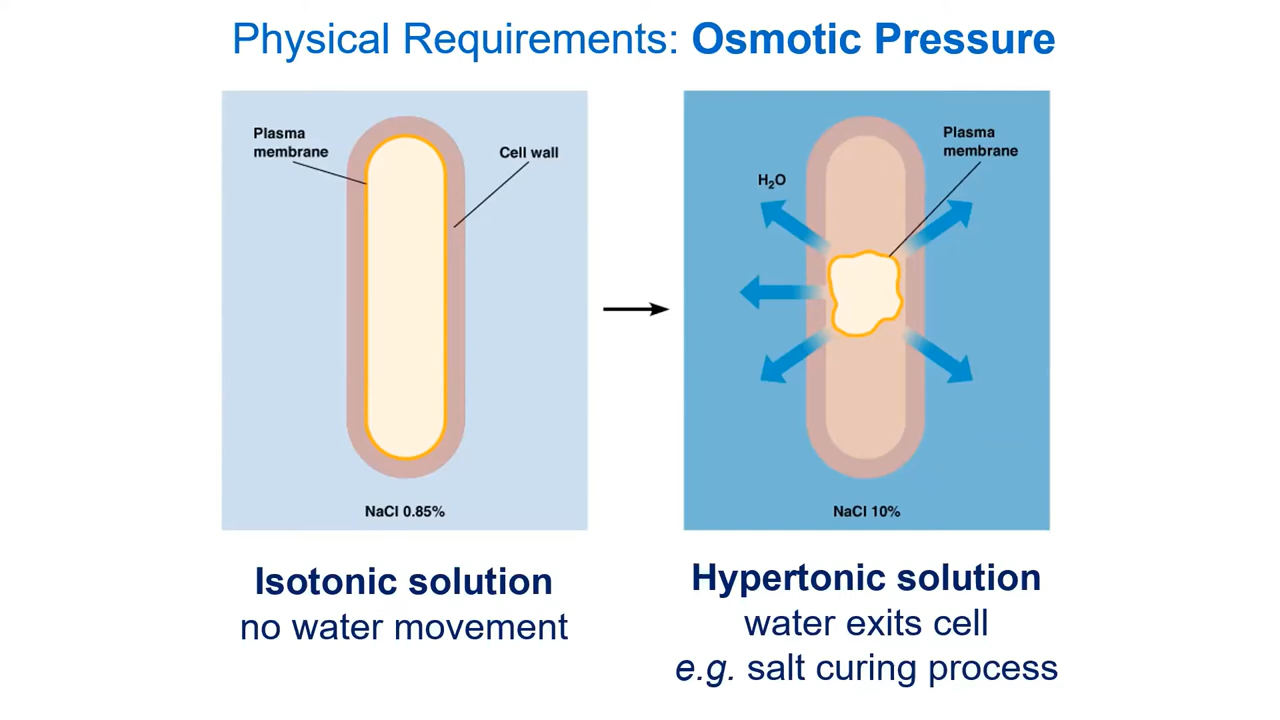 Physical Requirements: Osmotic Pressure
Plasma
membrane
Cell wall
NaCl 0.85%
Isotonic solution
no water movement
Plasma
membrane
H₂O
NaCl 10%
Hypertonic solution
water exits cell
e.g. salt curing process